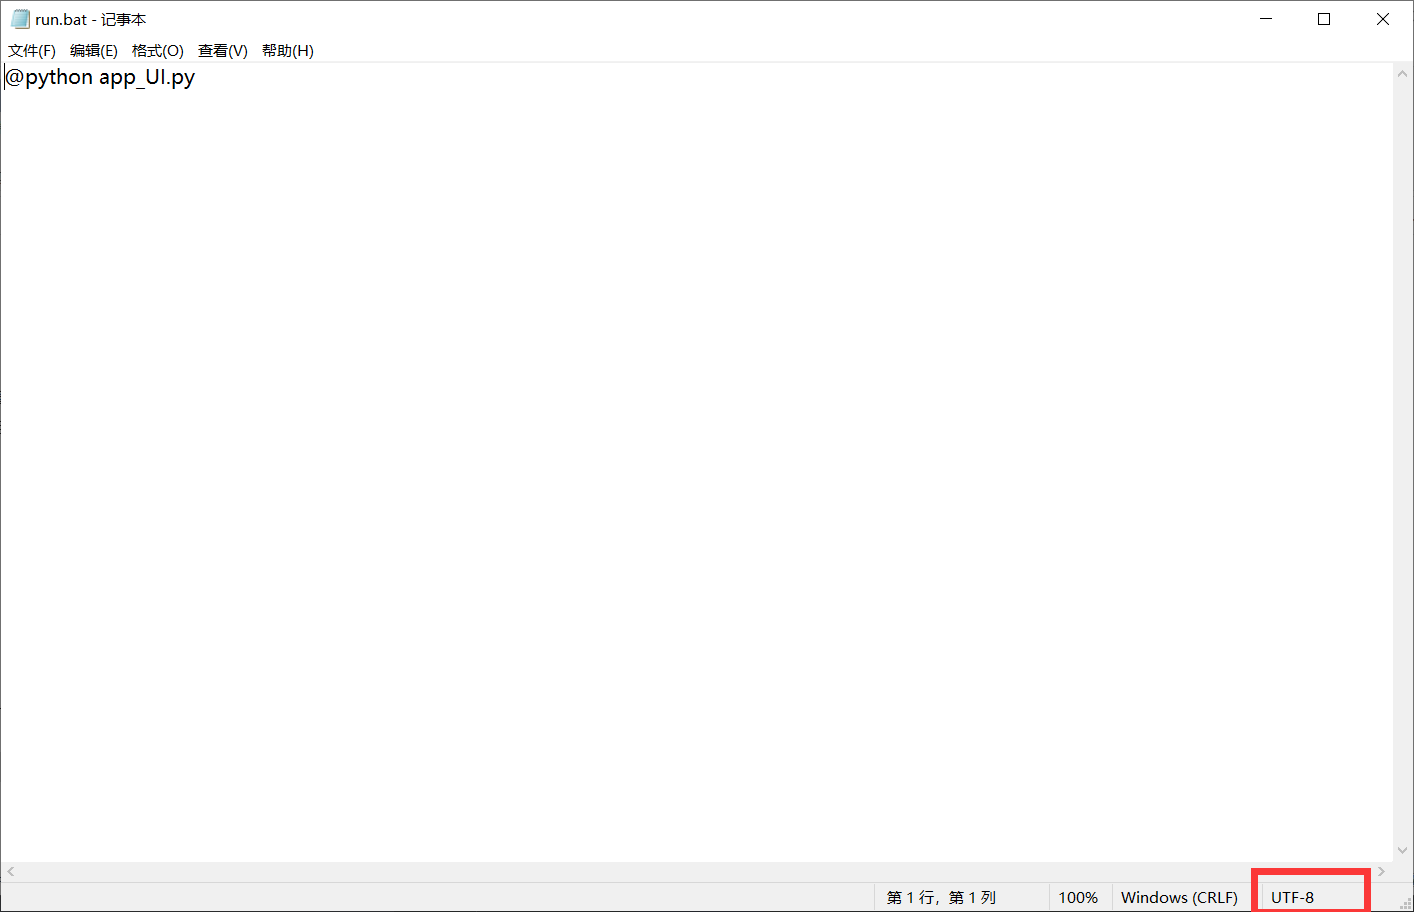 run.bat - 记事本
文件(F) 编辑(E) 格式(O) 查看(V) 帮助(H)
@python app_UI.py
第 1 行，第 1 列 100% Windows (CRLF) UTF-8